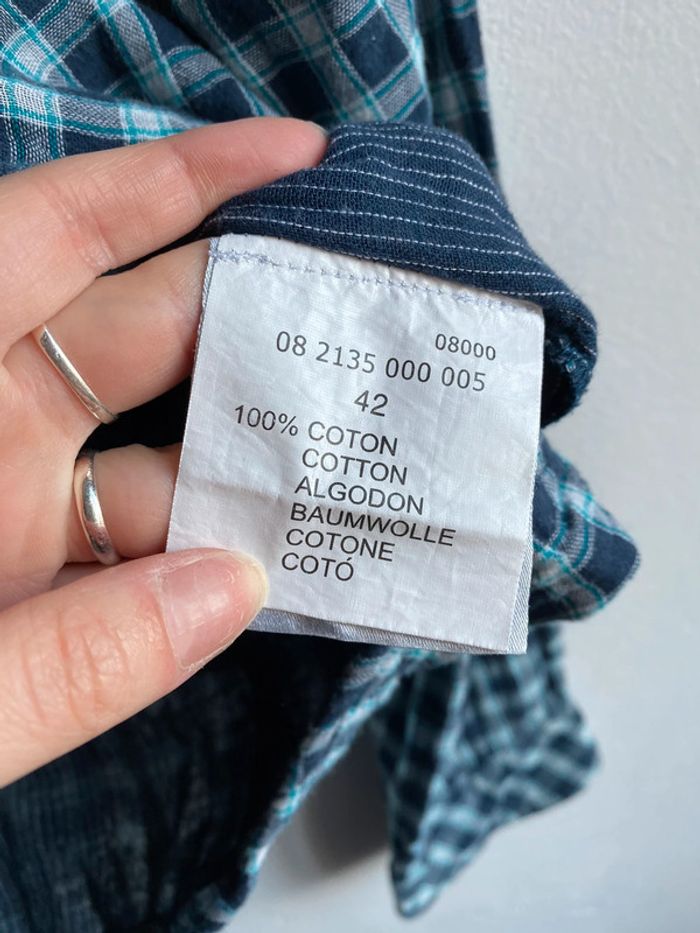 08000
08 2135 000 005
42
100% COTON
COTTON
ALGODON
BAUMWOLLE
COTONE
COTÓ